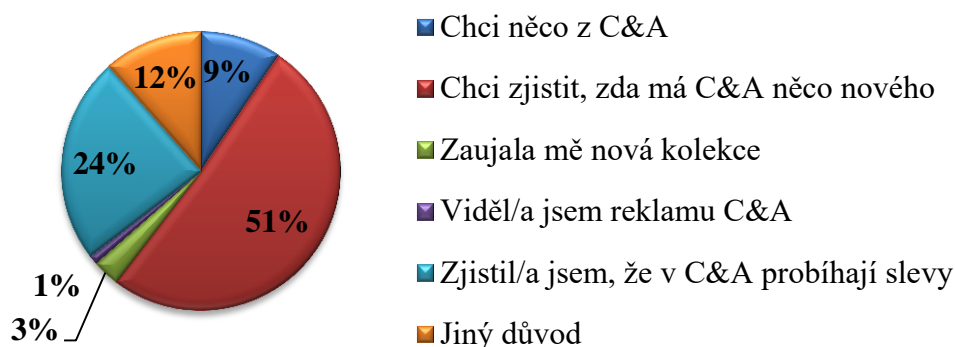 12%
9%
24%
51%
1%
3%
Chci něco z C&A
Chci zjistit, zda má C&A něco nového
Zaujala mě nová kolekce
Viděl/a jsem reklamu C&A
Zjistil/a jsem, že v C&A probíhají slevy
Jiný důvod